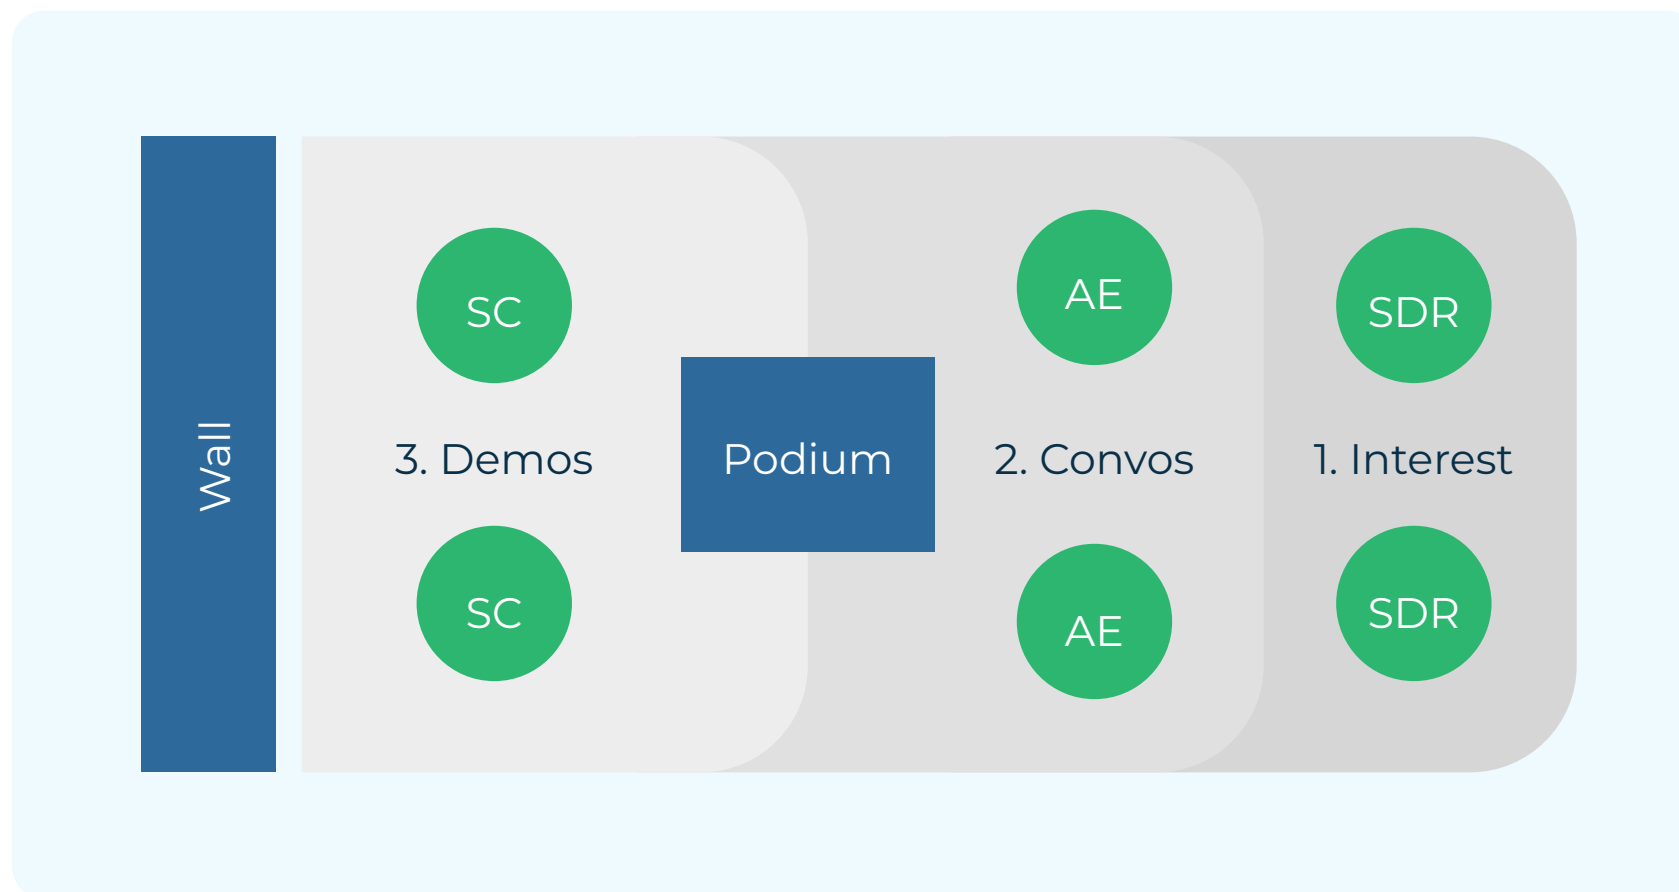 SC
AE
SDR
Wall
3. Demos
Podium
2. Convos
1. Interest
SC
AE
SDR